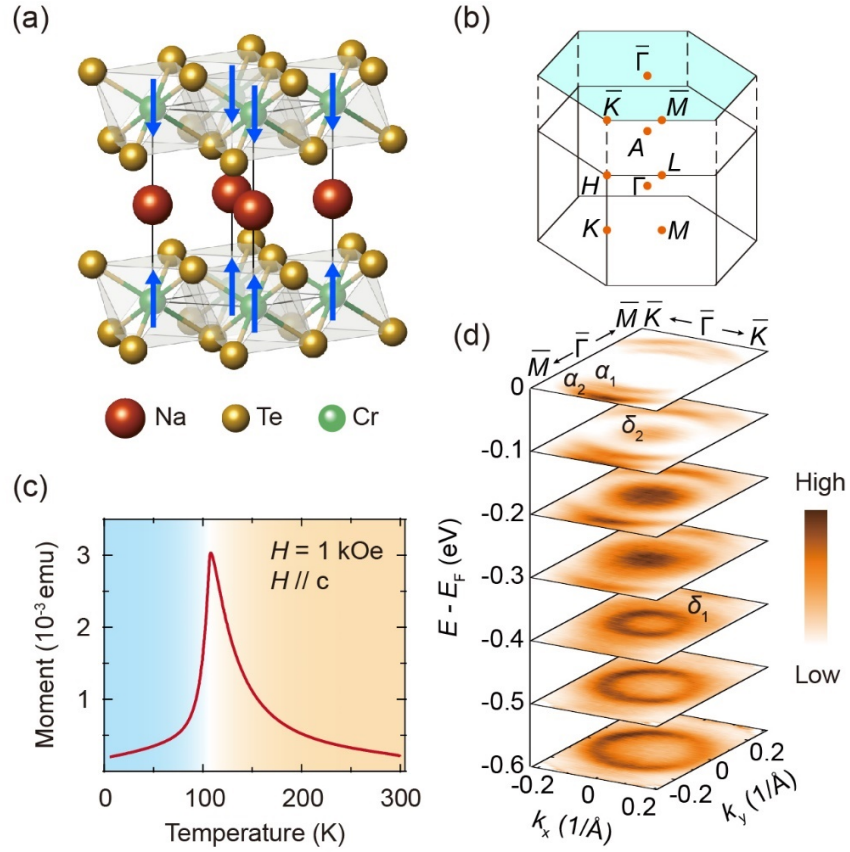 (a)
Na Te Cr
(b)
Γ̅
K̅ M̅
A
L
H Γ
K M
(c)
H = 1 kOe
H // c
Moment (10⁻³ emu)
3
2
1
0 100 200 300
Temperature (K)
(d)
M̅ Γ̅ M̅ K̅ Γ̅ K̅
α₂ α₁
δ₂
δ₁
E - E_F (eV)
0
-0.1
-0.2
-0.3
-0.4
-0.5
-0.6
-0.2 0 0.2
kₓ (1/Å)
-0.2 0 0.2
k_y (1/Å)
High
Low